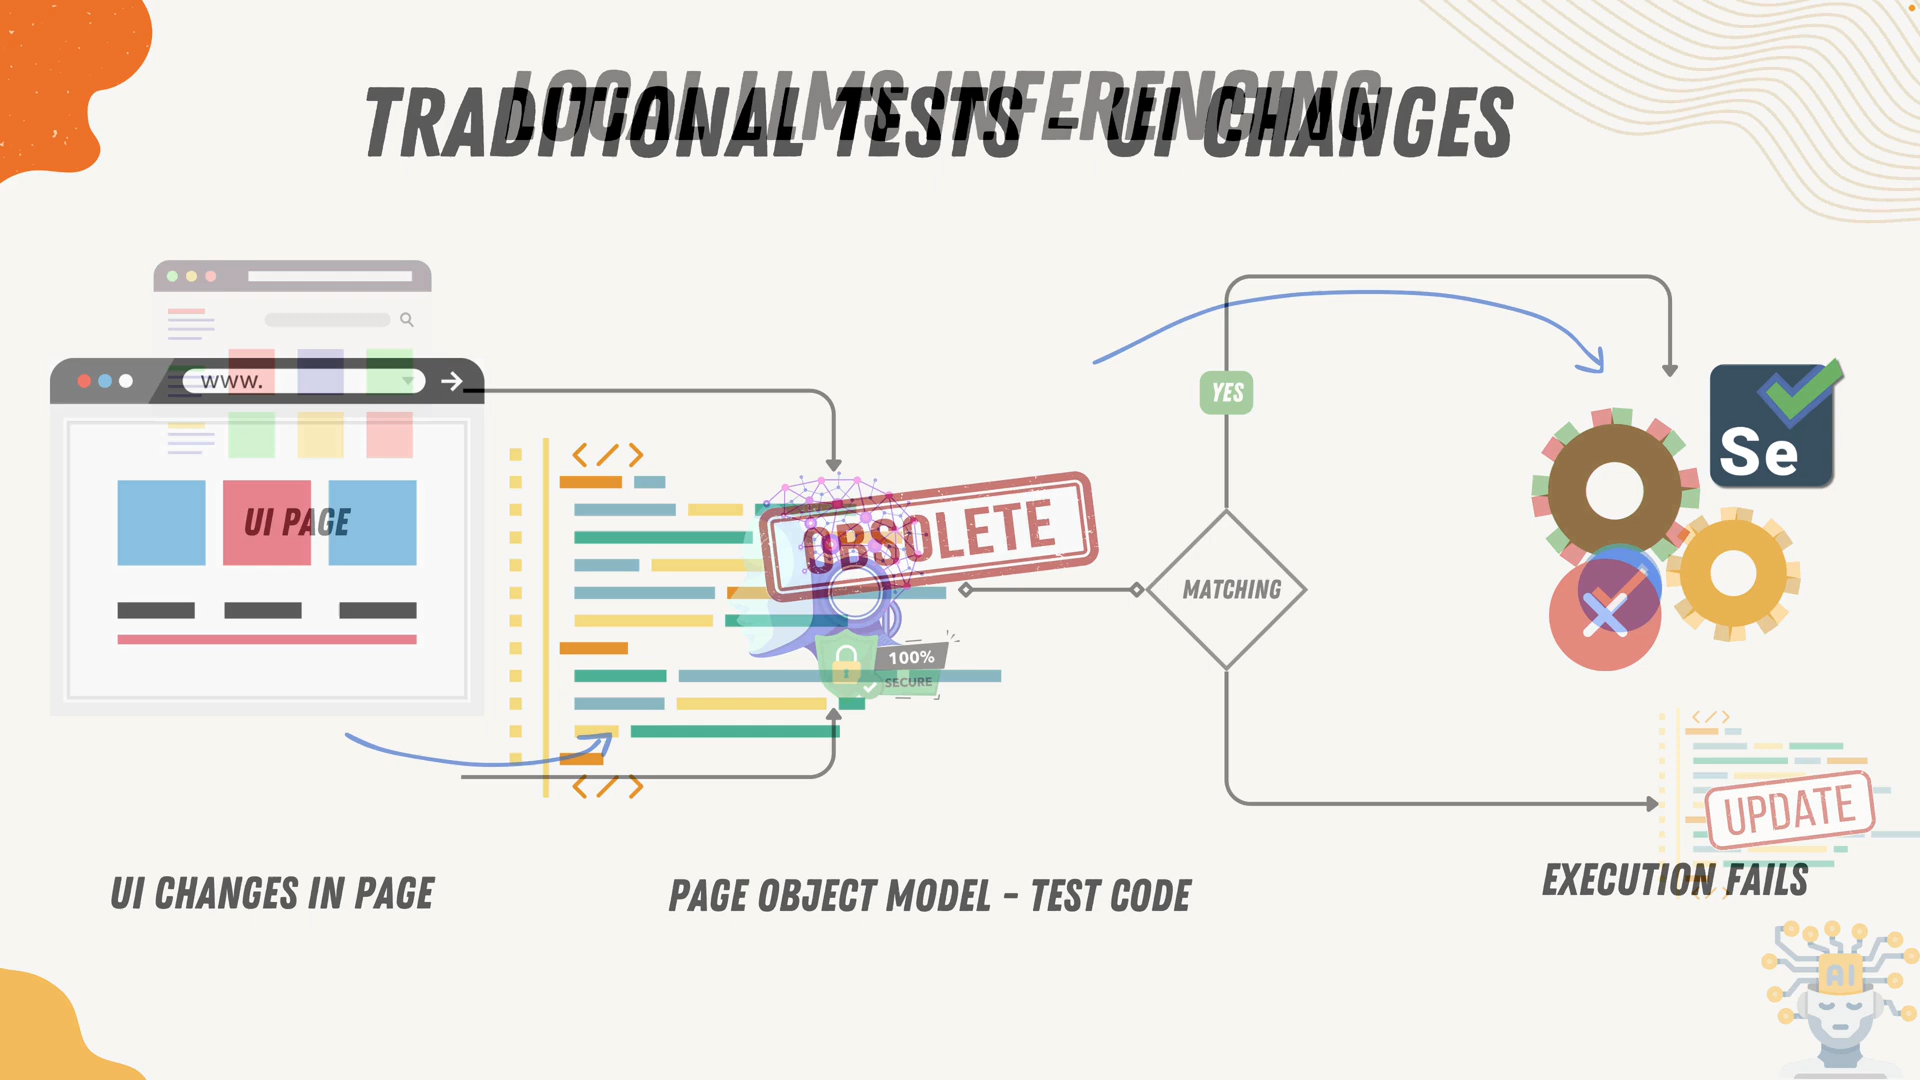 LOCAL LLMS INFERENCING
TRADITIONAL TESTS - UI CHANGES
www.
UI PAGE
OBSOLETE
100%
SECURE
YES
MATCHING
Se
UPDATE
UI CHANGES IN PAGE
PAGE OBJECT MODEL - TEST CODE
EXECUTION FAILS
AI